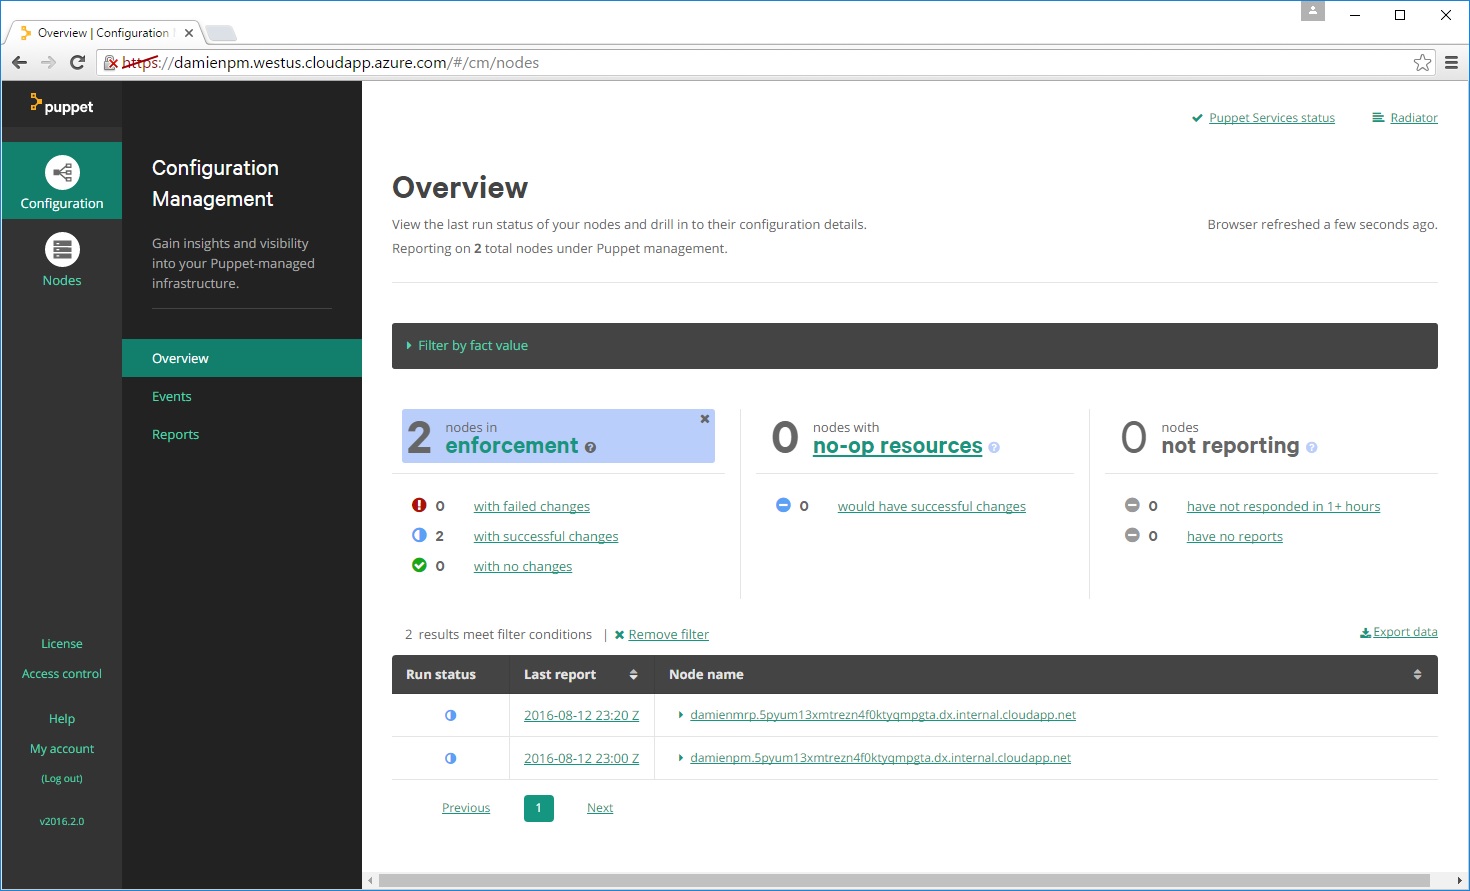 Overview | Configuration
https://damienpm.westus.cloudapp.azure.com/#/cm/nodes
puppet
Configuration
Nodes
License
Access control
Help
My account
(Log out)
v2016.2.0
Configuration
Management
Gain insights and visibility
into your Puppet-managed
infrastructure.
Overview
Events
Reports
Puppet Services status
Radiator
Overview
View the last run status of your nodes and drill in to their configuration details.
Browser refreshed a few seconds ago.
Reporting on 2 total nodes under Puppet management.
Filter by fact value
2 nodes in
enforcement ?
0 with failed changes
2 with successful changes
0 with no changes
0 nodes with
no-op resources ?
0 would have successful changes
0 nodes
not reporting ?
0 have not responded in 1+ hours
0 have no reports
2 results meet filter conditions | Remove filter
Export data
Run status Last report Node name
2016-08-12 23:20 Z damienmrp.5pyum13xmtrezn4f0ktyqmpgta.dx.internal.cloudapp.net
2016-08-12 23:00 Z damienpm.5pyum13xmtrezn4f0ktyqmpgta.dx.internal.cloudapp.net
Previous 1 Next